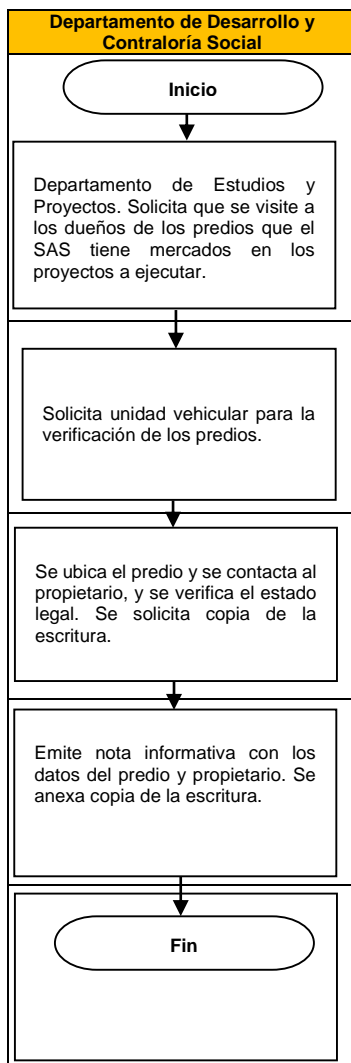 Departamento de Desarrollo y
Contraloría Social
Inicio
Departamento de Estudios y
Proyectos. Solicita que se visite a
los dueños de los predios que el
SAS tiene mercados en los
proyectos a ejecutar.
Solicita unidad vehicular para la
verificación de los predios.
Se ubica el predio y se contacta al
propietario, y se verifica el estado
legal. Se solicita copia de la
escritura.
Emite nota informativa con los
datos del predio y propietario. Se
anexa copia de la escritura.
Fin